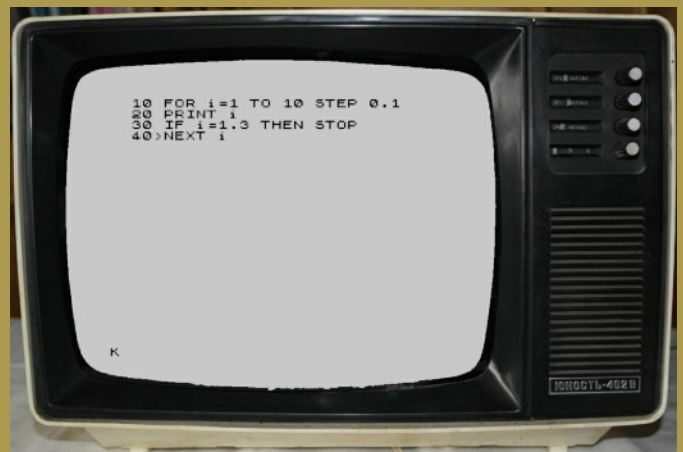 10 FOR i=1 TO 10 STEP 0.1
20 PRINT i
30 IF i=1.3 THEN STOP
40>NEXT i
K
ЮНОСТЬ-402В